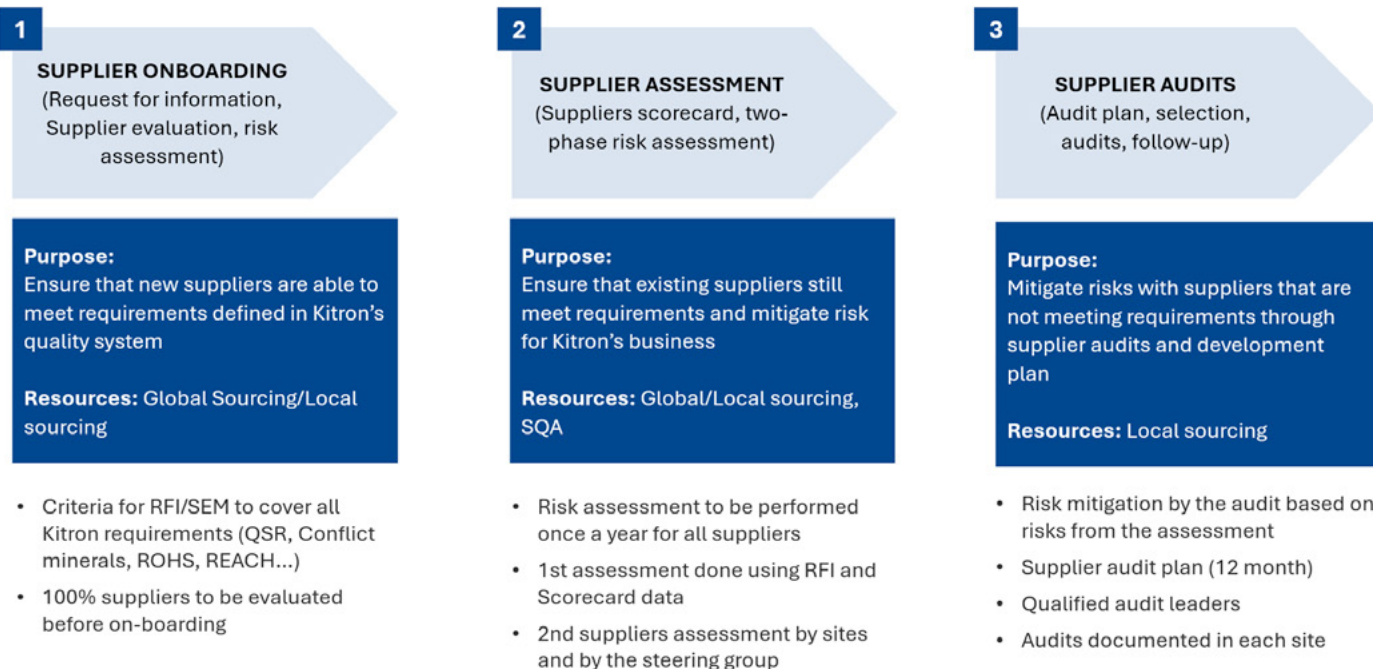 1
SUPPLIER ONBOARDING
(Request for information,
Supplier evaluation, risk
assessment)
Purpose:
Ensure that new suppliers are able to
meet requirements defined in Kitron's
quality system
Resources: Global Sourcing/Local
sourcing
• Criteria for RFI/SEM to cover all
Kitron requirements (QSR, Conflict
minerals, ROHS, REACH...)
• 100% suppliers to be evaluated
before on-boarding
2
SUPPLIER ASSESSMENT
(Suppliers scorecard, two-
phase risk assessment)
Purpose:
Ensure that existing suppliers still
meet requirements and mitigate risk
for Kitron's business
Resources: Global/Local sourcing,
SQA
• Risk assessment to be performed
once a year for all suppliers
• 1st assessment done using RFI and
Scorecard data
• 2nd suppliers assessment by sites
and by the steering group
3
SUPPLIER AUDITS
(Audit plan, selection,
audits, follow-up)
Purpose:
Mitigate risks with suppliers that are
not meeting requirements through
supplier audits and development
plan
Resources: Local sourcing
• Risk mitigation by the audit based on
risks from the assessment
• Supplier audit plan (12 month)
• Qualified audit leaders
• Audits documented in each site